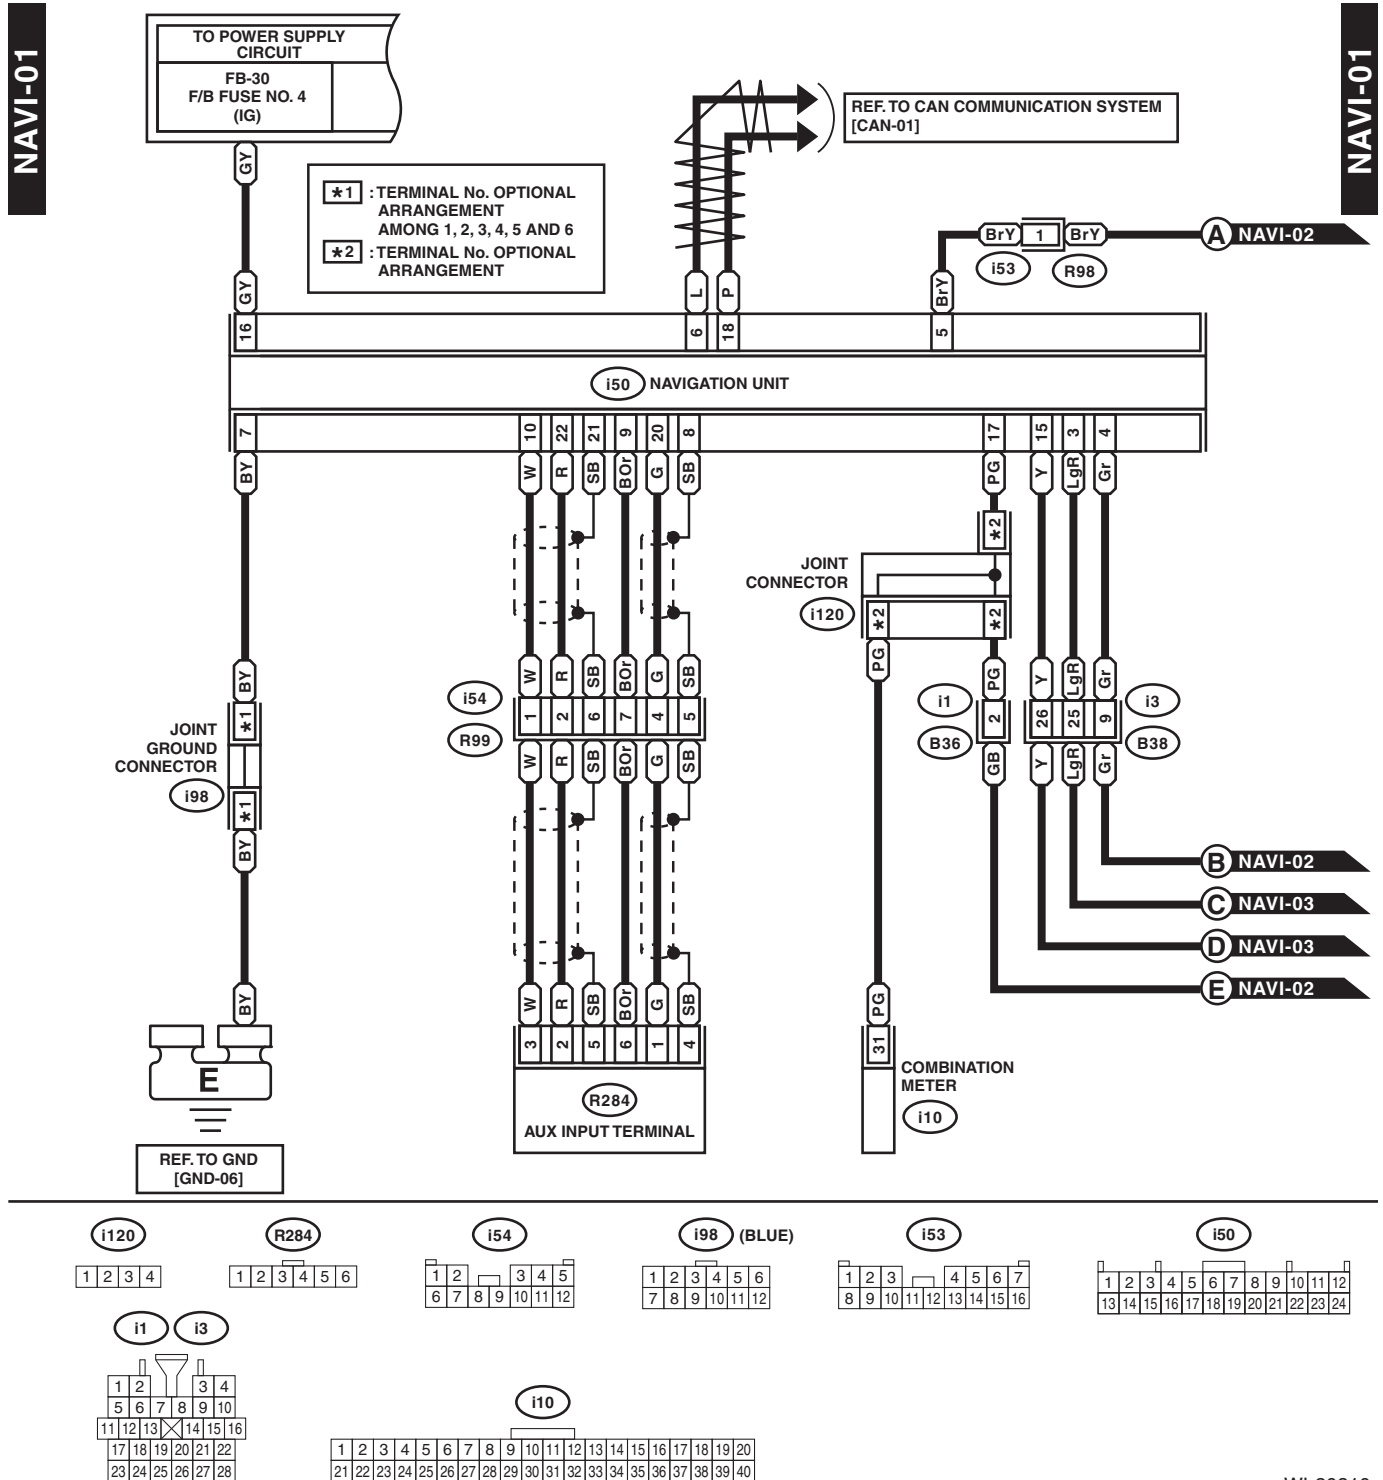 NAVI-01
NAVI-01
TO POWER SUPPLY
CIRCUIT
FB-30
F/B FUSE NO. 4
(IG)
REF. TO CAN COMMUNICATION SYSTEM
[CAN-01]
*1 : TERMINAL No. OPTIONAL
ARRANGEMENT
AMONG 1, 2, 3, 4, 5 AND 6
*2 : TERMINAL No. OPTIONAL
ARRANGEMENT
GY
BrY 1 BrY
A NAVI-02
i53 R98
GY L P BrY
16 6 18 5
i50 NAVIGATION UNIT
7 10 22 21 9 20 8 17 15 3 4
BY W R SB BOr G SB PG Y LgR Gr
*2
JOINT
CONNECTOR
i120
*2 *2
BY W R SB BOr G SB PG PG Y LgR Gr
i54 i1 i3
*1 1 2 6 7 4 5 2 26 25 9
JOINT
GROUND
CONNECTOR
R99 B36 B38
W R SB BOr G SB GB Y LgR Gr
i98
*1
BY
B NAVI-02
C NAVI-03
D NAVI-03
E NAVI-02
BY W R SB BOr G SB PG
3 2 5 6 1 4 31
E
R284
AUX INPUT TERMINAL
COMBINATION
METER
i10
REF. TO GND
[GND-06]
i120 R284 i54 i98 (BLUE) i53 i50
1 2 3 4
1 2 3 4 5 6
1 2 3 4 5
6 7 8 9 10 11 12
1 2 3 4 5 6
7 8 9 10 11 12
1 2 3 4 5 6 7
8 9 10 11 12 13 14 15 16
1 2 3 4 5 6 7 8 9 10 11 12
13 14 15 16 17 18 19 20 21 22 23 24
i1 i3
1 2 3 4
5 6 7 8 9 10
11 12 13 14 15 16
17 18 19 20 21 22
23 24 25 26 27 28
i10
1 2 3 4 5 6 7 8 9 10 11 12 13 14 15 16 17 18 19 20
21 22 23 24 25 26 27 28 29 30 31 32 33 34 35 36 37 38 39 40